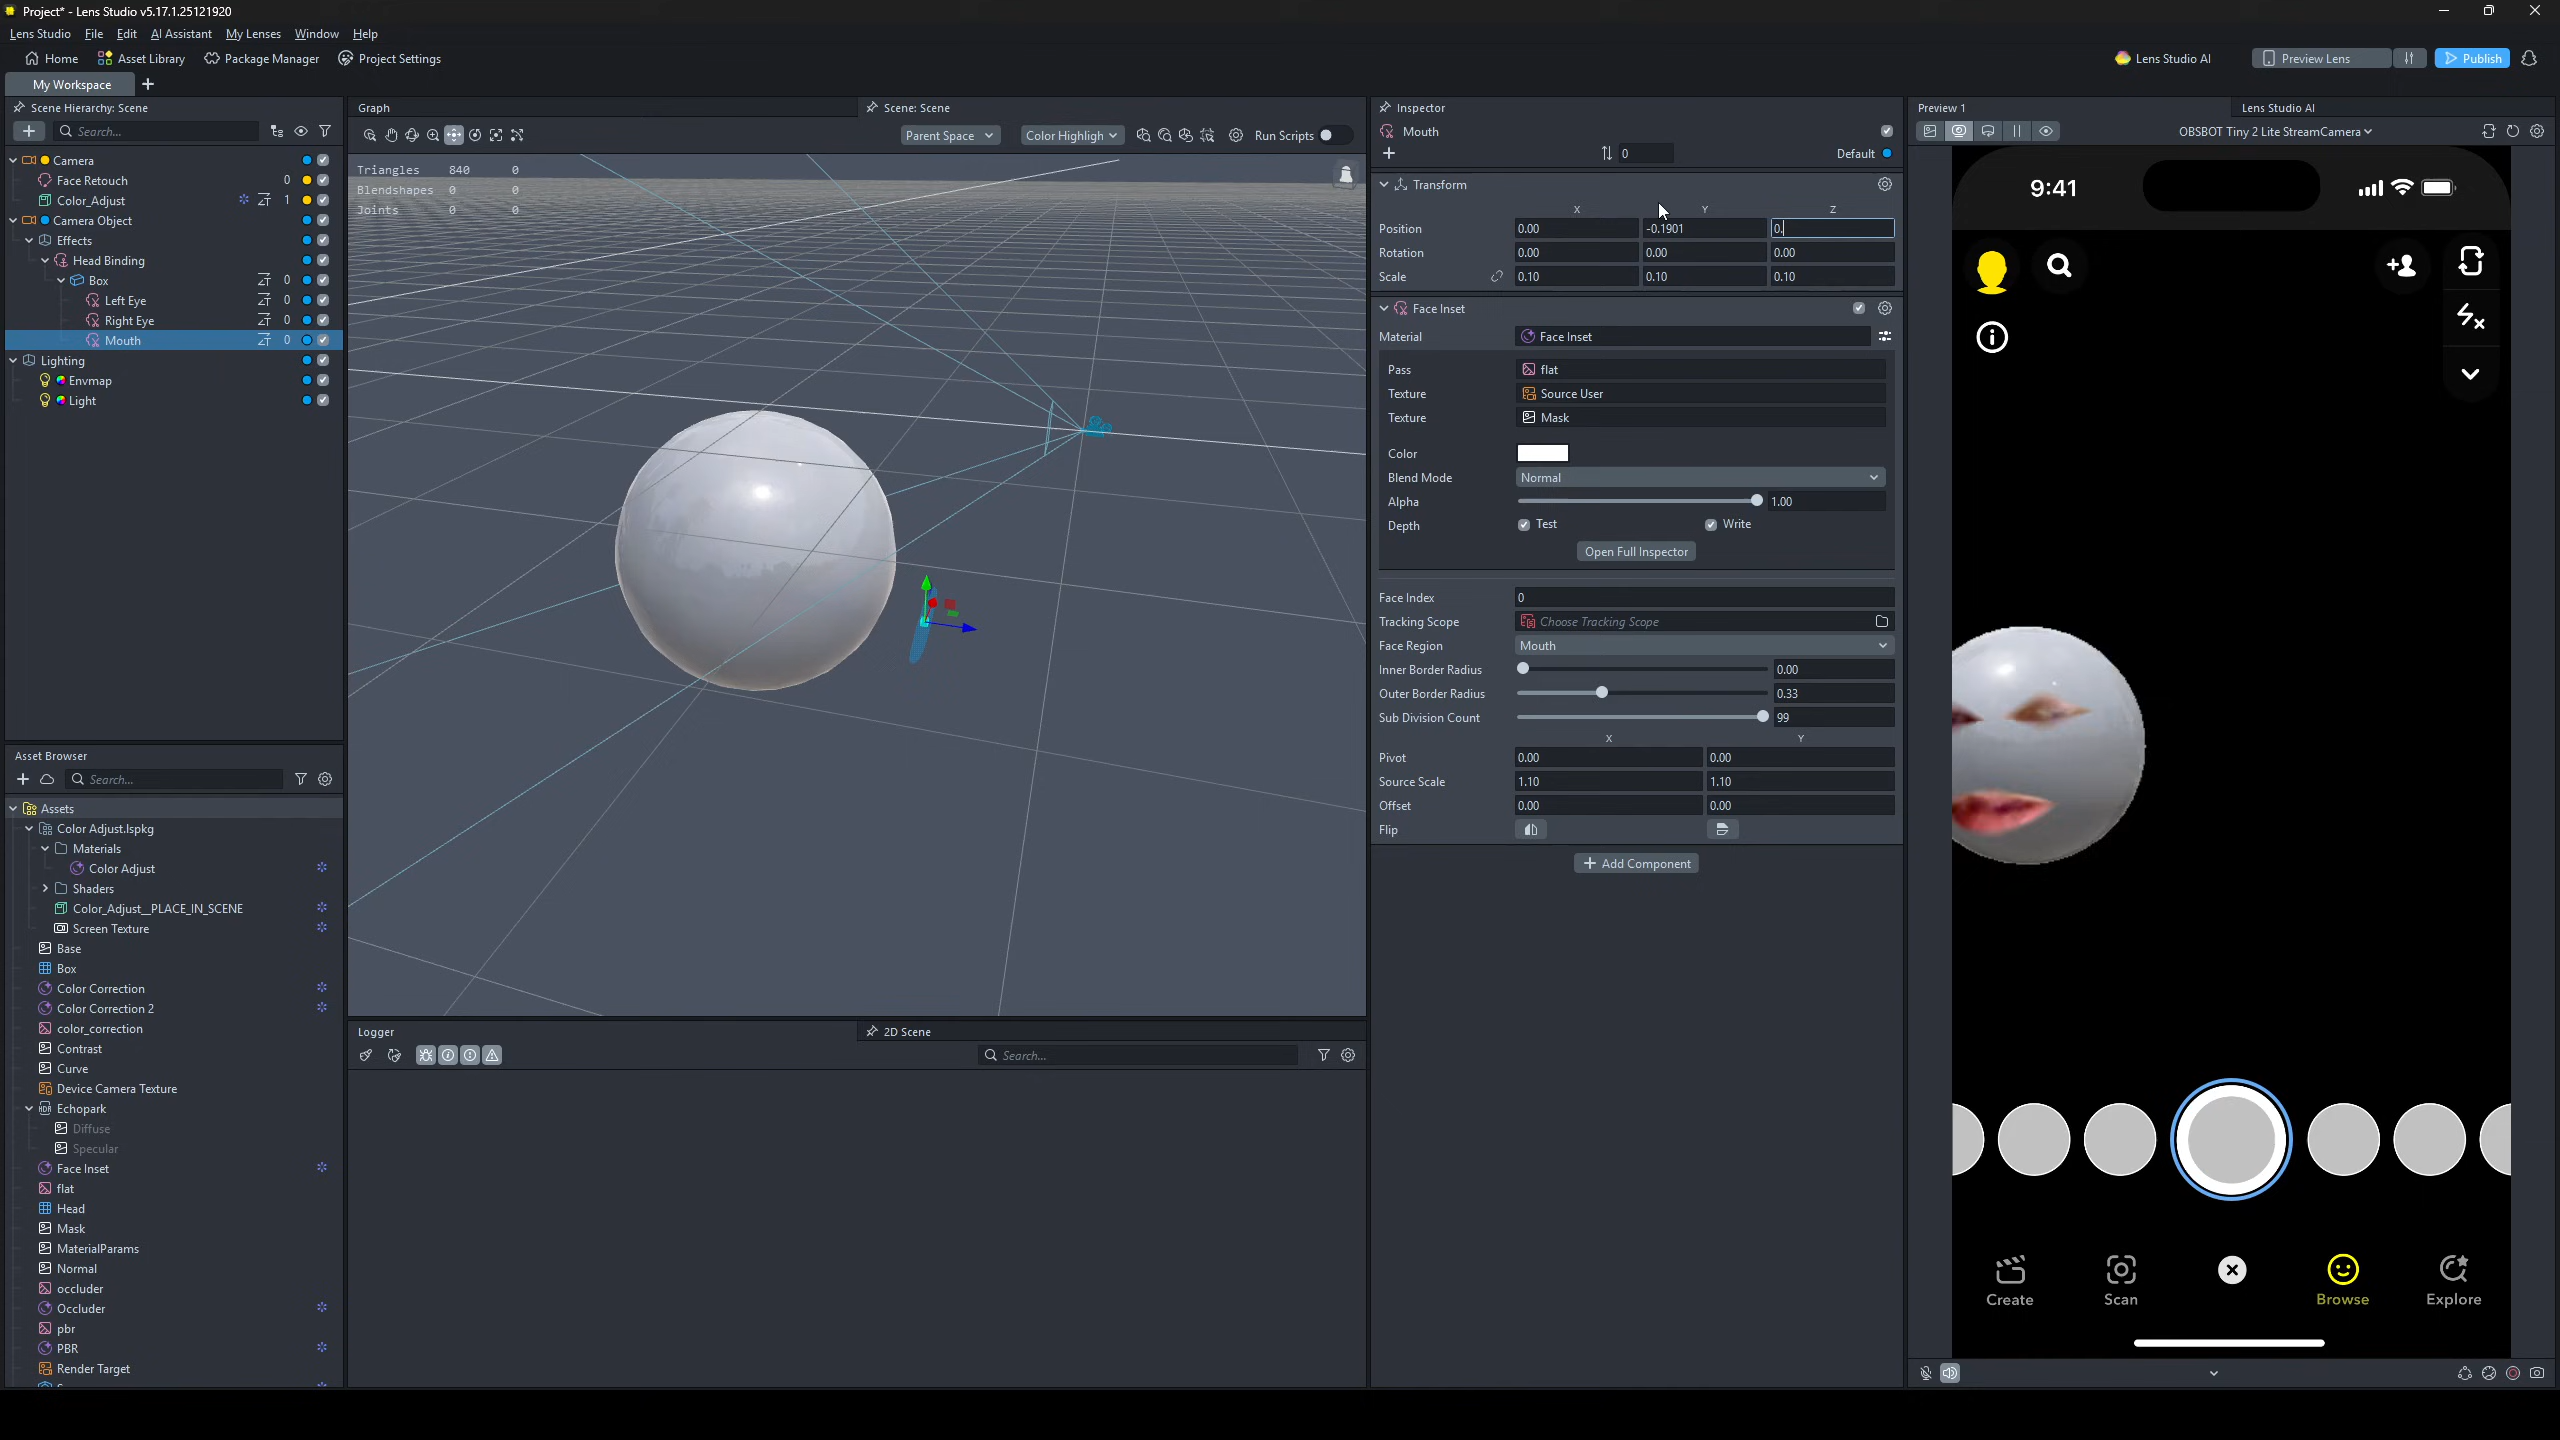 Project* - Lens Studio v5.17.1.25121920
Lens Studio File Edit AI Assistant My Lenses Window Help
Home Asset Library Package Manager Project Settings
Lens Studio AI Preview Lens Publish
My Workspace
Scene Hierarchy: Scene
Search...
Camera
Face Retouch 0
Color_Adjust 1
Camera Object
Effects
Head Binding
Box 0
Left Eye 0
Right Eye 0
Mouth 0
Lighting
Envmap
Light
Asset Browser
Search...
Assets
Color Adjust.lspkg
Materials
Color Adjust
Shaders
Color_Adjust__PLACE_IN_SCENE
Screen Texture
Base
Box
Color Correction
Color Correction 2
color_correction
Contrast
Curve
Device Camera Texture
Echopark
Diffuse
Specular
Face Inset
flat
Head
Mask
MaterialParams
Normal
occluder
Occluder
pbr
PBR
Render Target
Graph
Scene: Scene
Parent Space Color Highligh Run Scripts
Triangles 840 0
Blendshapes 0 0
Joints 0 0
Logger
2D Scene
Search...
Inspector
Mouth
0 Default
Transform
X Y Z
Position 0.00 -0.1901 0.
Rotation 0.00 0.00 0.00
Scale 0.10 0.10 0.10
Face Inset
Material Face Inset
Pass flat
Texture Source User
Texture Mask
Color
Blend Mode Normal
Alpha 1.00
Depth Test Write
Open Full Inspector
Face Index 0
Tracking Scope Choose Tracking Scope
Face Region Mouth
Inner Border Radius 0.00
Outer Border Radius 0.33
Sub Division Count 99
X Y
Pivot 0.00 0.00
Source Scale 1.10 1.10
Offset 0.00 0.00
Flip
Add Component
Preview 1
Lens Studio AI
OBSBOT Tiny 2 Lite StreamCamera
9:41
Create Scan Browse Explore